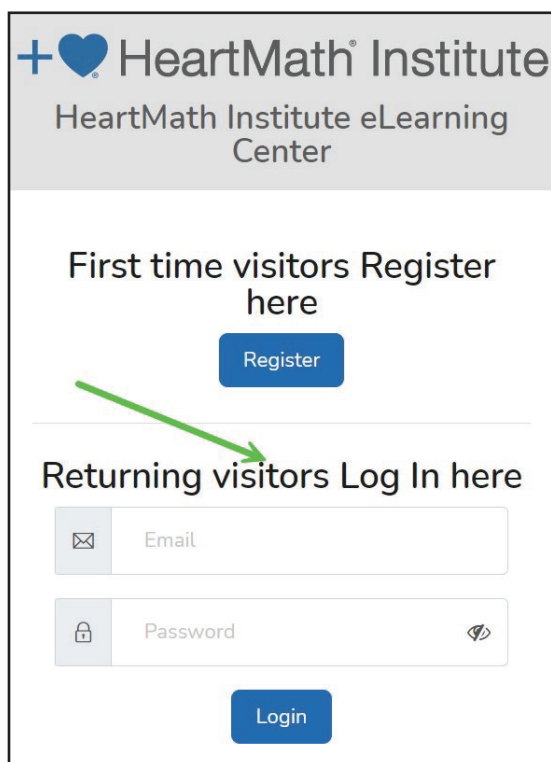 HeartMath® Institute
HeartMath Institute eLearning
Center
First time visitors Register
here
Register
Returning visitors Log In here
Email
Password
Login